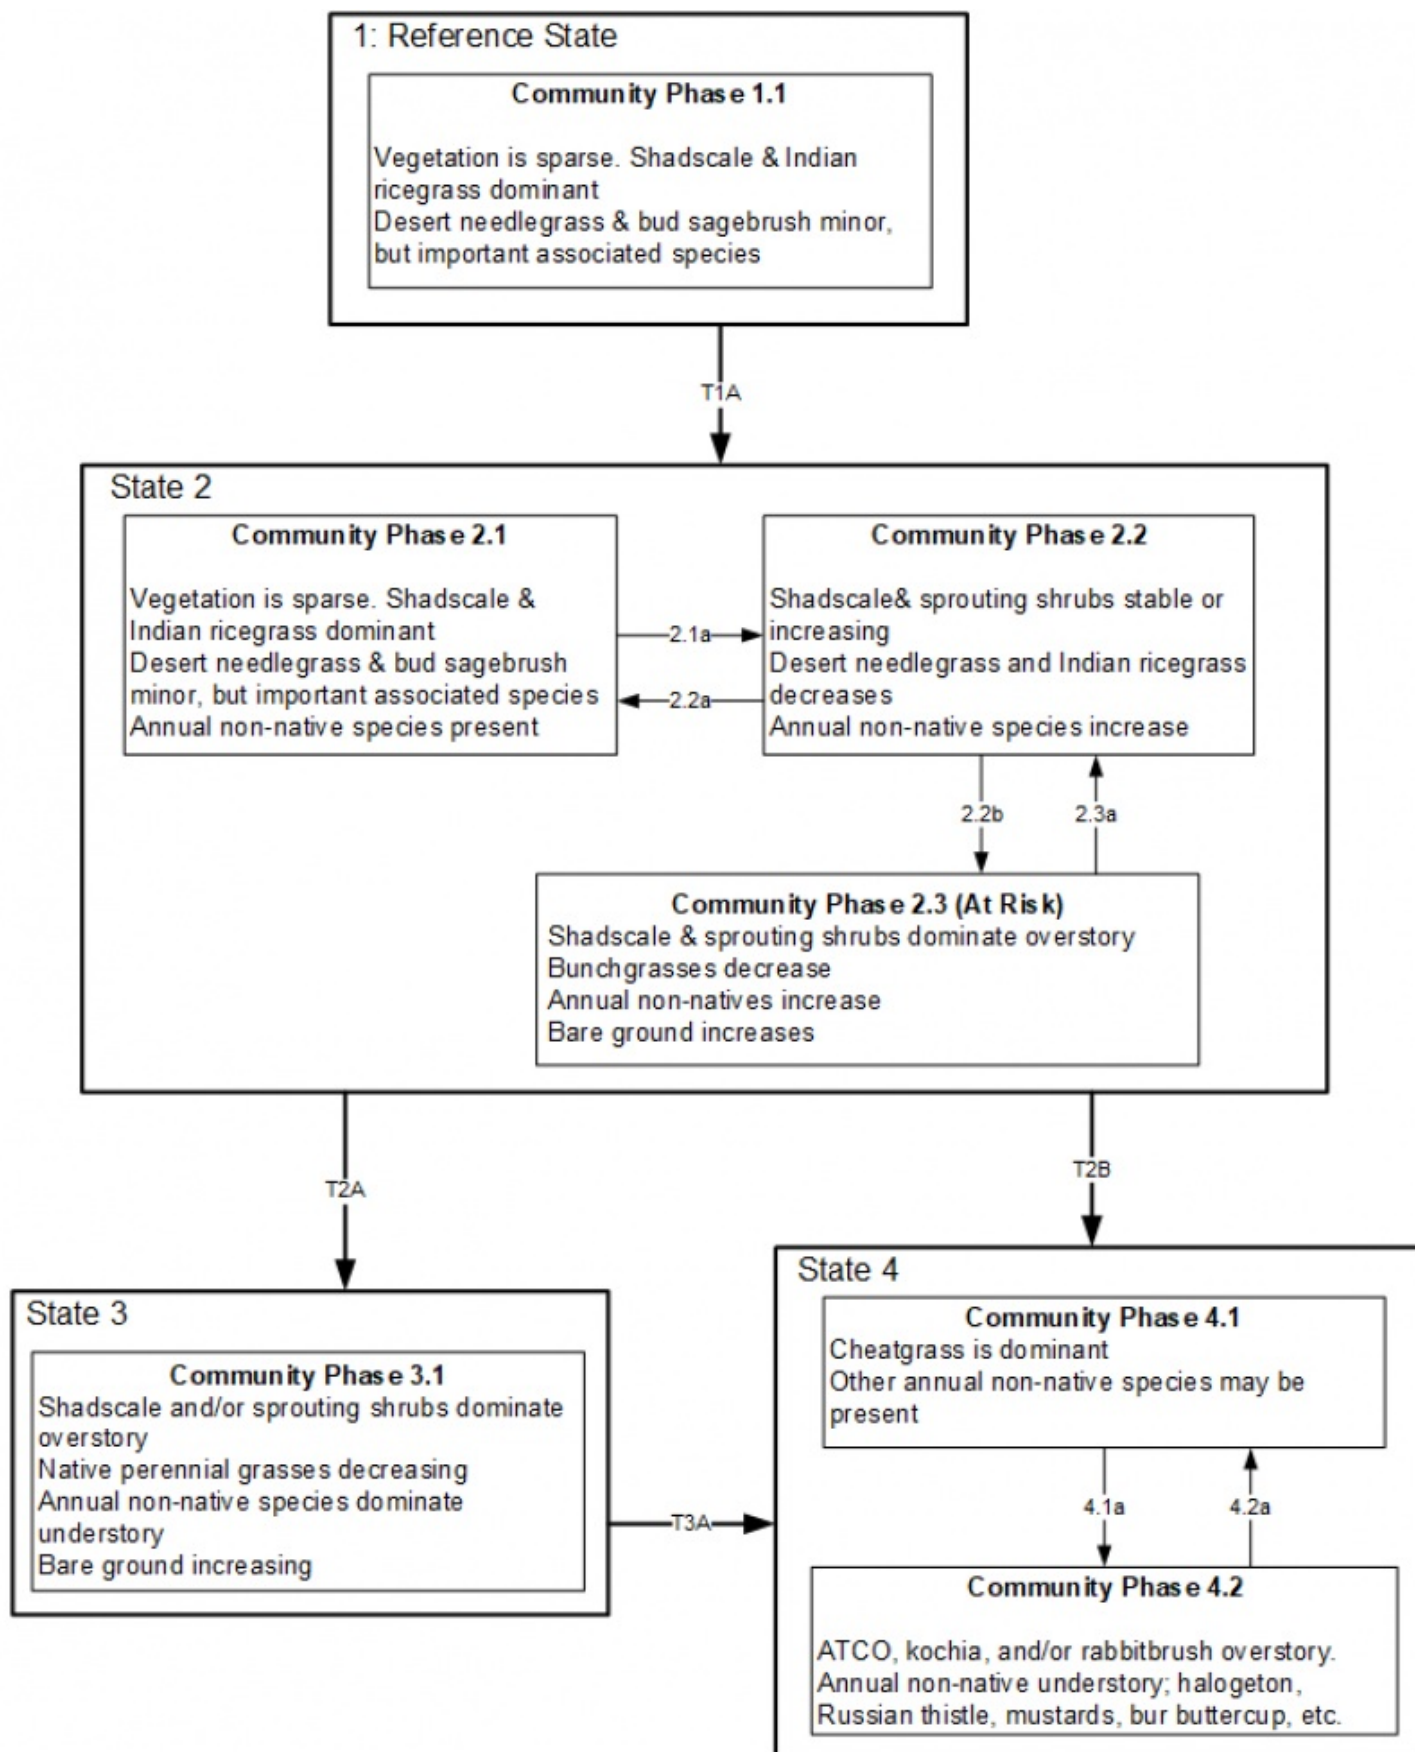 1: Reference State
Community Phase 1.1
Vegetation is sparse. Shadscale & Indian
ricegrass dominant
Desert needlegrass & bud sagebrush minor,
but important associated species
T1A
State 2
Community Phase 2.1
Vegetation is sparse. Shadscale &
Indian ricegrass dominant
Desert needlegrass & bud sagebrush
minor, but important associated species
Annual non-native species present
2.1a
2.2a
Community Phase 2.2
Shadscale& sprouting shrubs stable or
increasing
Desert needlegrass and Indian ricegrass
decreases
Annual non-native species increase
2.2b
2.3a
Community Phase 2.3 (At Risk)
Shadscale & sprouting shrubs dominate overstory
Bunchgrasses decrease
Annual non-natives increase
Bare ground increases
T2A
T2B
State 3
Community Phase 3.1
Shadscale and/or sprouting shrubs dominate
overstory
Native perennial grasses decreasing
Annual non-native species dominate
understory
Bare ground increasing
T3A
State 4
Community Phase 4.1
Cheatgrass is dominant
Other annual non-native species may be
present
4.1a
4.2a
Community Phase 4.2
ATCO, kochia, and/or rabbitbrush overstory.
Annual non-native understory; halogeton,
Russian thistle, mustards, bur buttercup, etc.